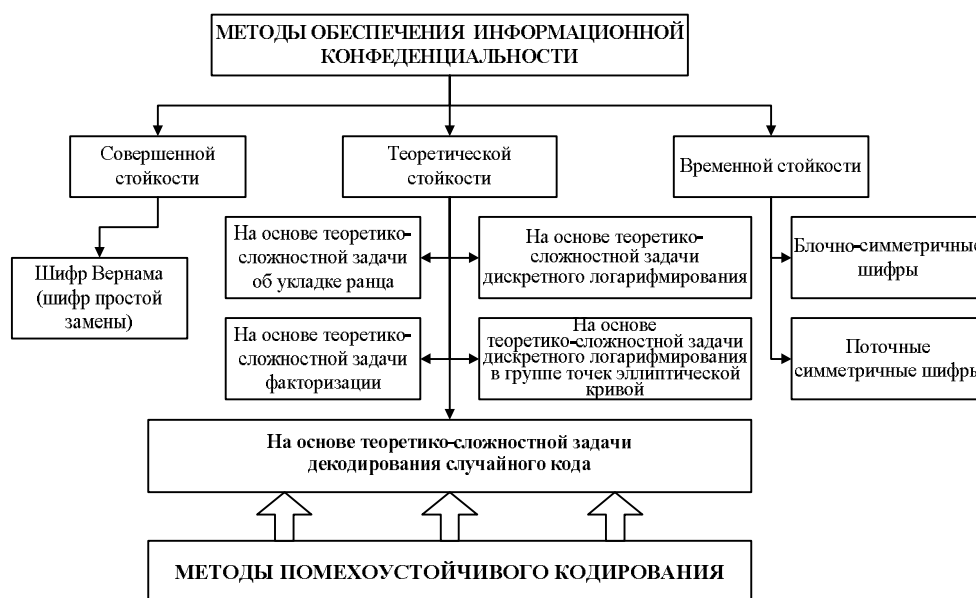 МЕТОДЫ ОБЕСПЕЧЕНИЯ ИНФОРМАЦИОННОЙ
КОНФЕДЕНЦИАЛЬНОСТИ
Совершенной
стойкости
Теоретической
стойкости
Временной стойкости
Шифр Вернама
(шифр простой
замены)
На основе теоретико-
сложностной задачи
об укладке ранца
На основе теоретико-
сложностной задачи
дискретного логарифмирования
Блочно-симметричные
шифры
На основе теоретико-
сложностной задачи
факторизации
На основе
теоретико-сложностной задачи
дискретного логарифмирования
в группе точек эллиптической
кривой
Поточные
симметричные шифры
На основе теоретико-сложностной задачи
декодирования случайного кода
МЕТОДЫ ПОМЕХОУСТОЙЧИВОГО КОДИРОВАНИЯ